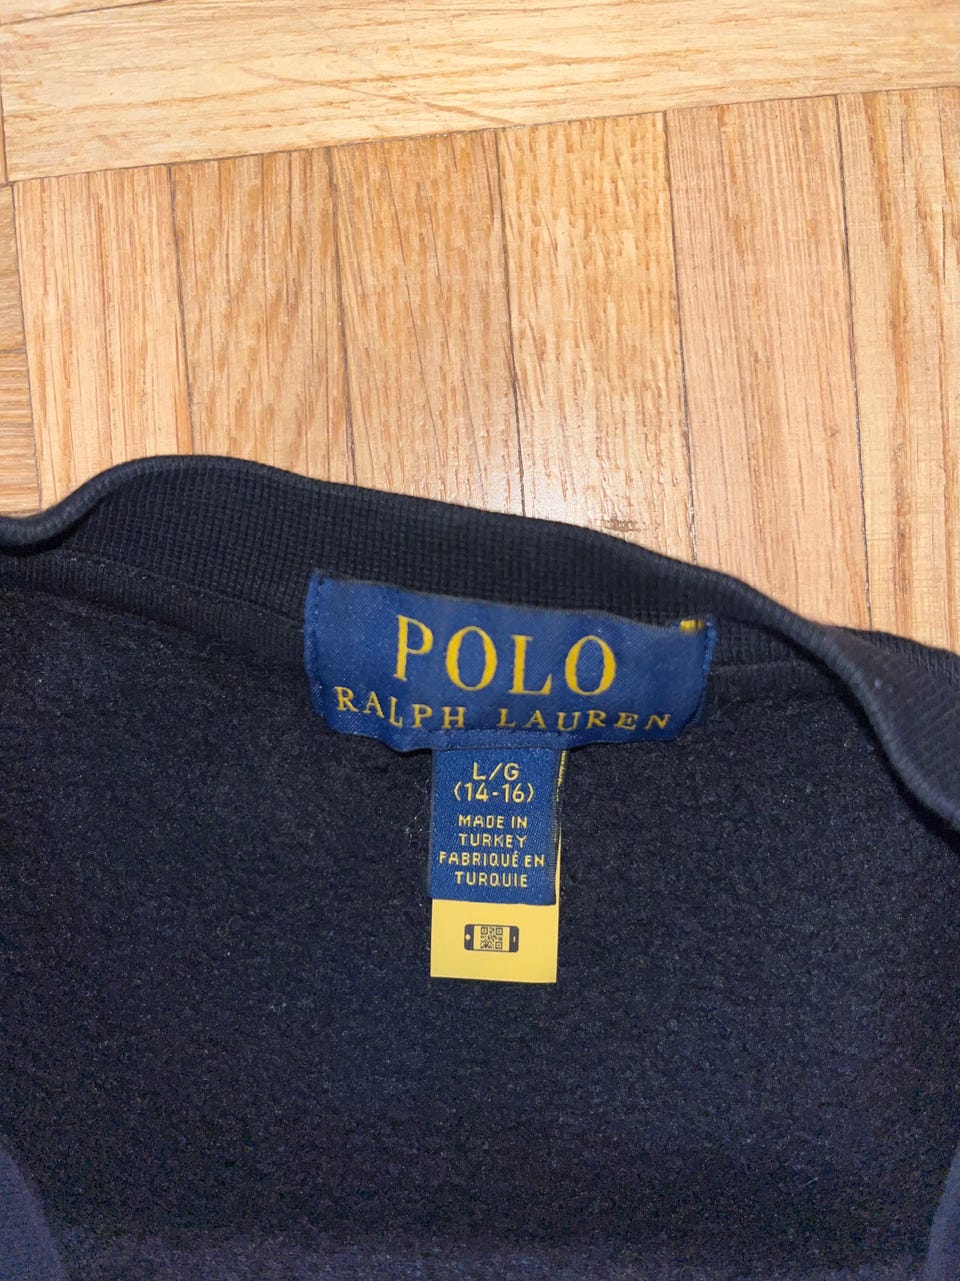 POLO
RALPH LAUREN
L/G
(14-16)
MADE IN
TURKEY
FABRIQUÉ EN
TURQUIE